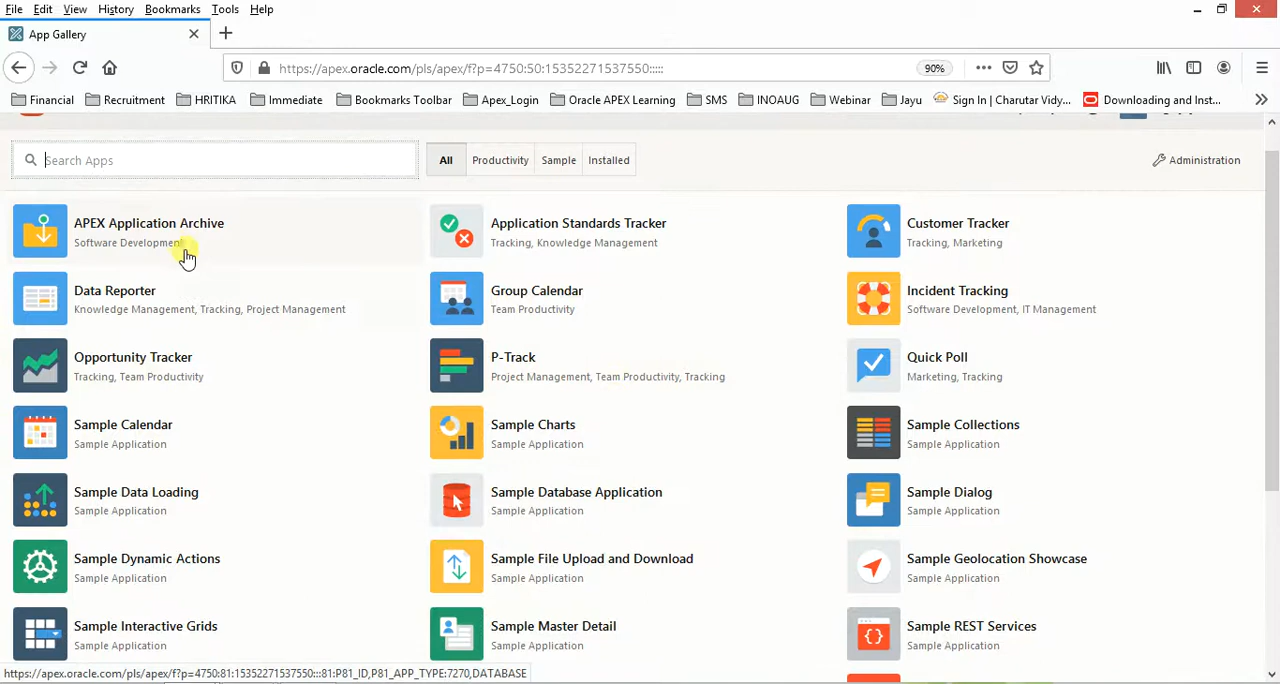 File Edit View History Bookmarks Tools Help
App Gallery
https://apex.oracle.com/pls/apex/f?p=4750:50:15352271537550::::: 90%
Financial Recruitment HRITIKA Immediate Bookmarks Toolbar Apex_Login Oracle APEX Learning SMS INOAUG Webinar Jayu Sign In | Charutar Vidy... Downloading and Inst...
Search Apps All Productivity Sample Installed Administration
APEX Application Archive Application Standards Tracker Customer Tracker
Software Development Tracking, Knowledge Management Tracking, Marketing
Data Reporter Group Calendar Incident Tracking
Knowledge Management, Tracking, Project Management Team Productivity Software Development, IT Management
Opportunity Tracker P-Track Quick Poll
Tracking, Team Productivity Project Management, Team Productivity, Tracking Marketing, Tracking
Sample Calendar Sample Charts Sample Collections
Sample Application Sample Application Sample Application
Sample Data Loading Sample Database Application Sample Dialog
Sample Application Sample Application Sample Application
Sample Dynamic Actions Sample File Upload and Download Sample Geolocation Showcase
Sample Application Sample Application Sample Application
Sample Interactive Grids Sample Master Detail Sample REST Services
Sample Application Sample Application Sample Application
https://apex.oracle.com/pls/apex/f?p=4750:81:15352271537550:::81:P81_ID,P81_APP_TYPE:7270,DATABASE